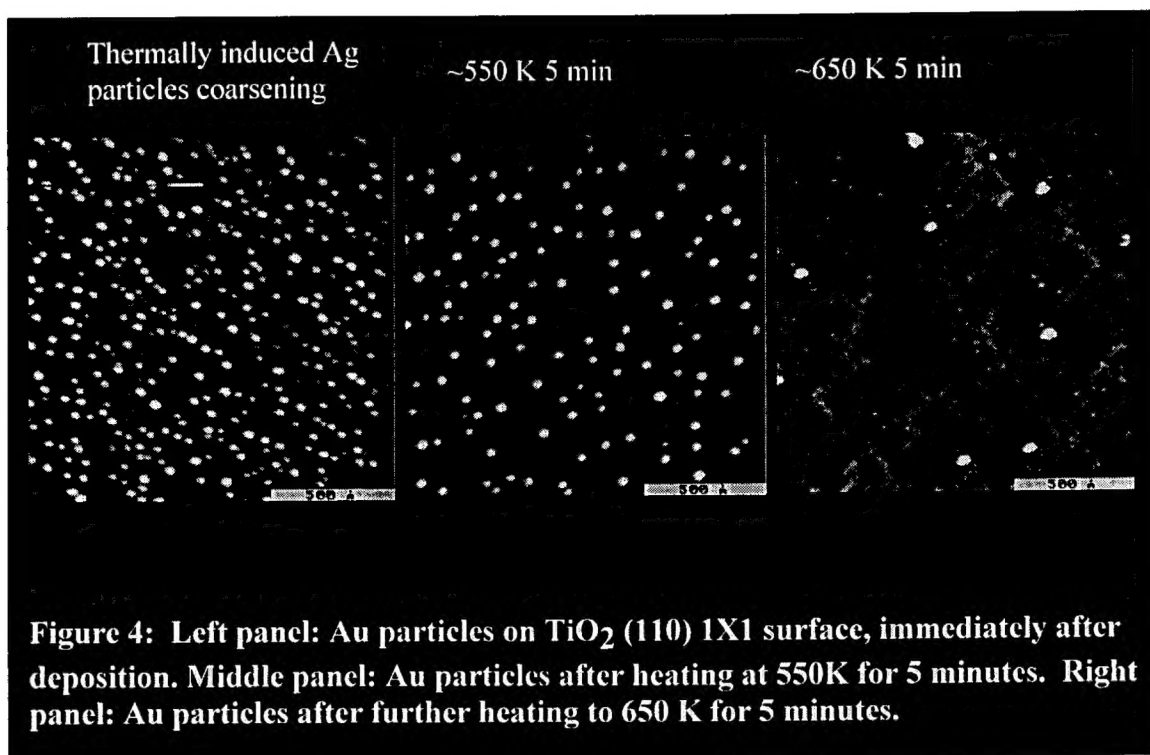 Thermally induced Ag
particles coarsening
~550 K 5 min
~650 K 5 min
500 A
500 A
500 A
Figure 4: Left panel: Au particles on TiO₂ (110) 1X1 surface, immediately after
deposition. Middle panel: Au particles after heating at 550K for 5 minutes. Right
panel: Au particles after further heating to 650 K for 5 minutes.